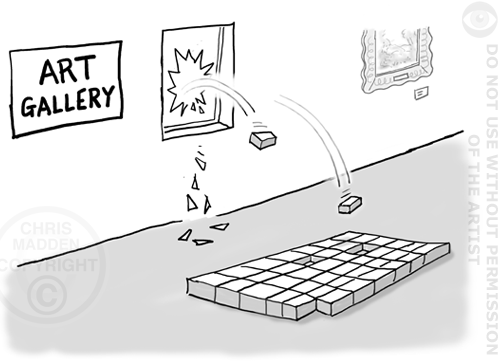 ART
GALLERY
CHRIS
MADDEN
COPYRIGHT
©
DO NOT USE WITHOUT PERMISSION
OF THE ARTIST